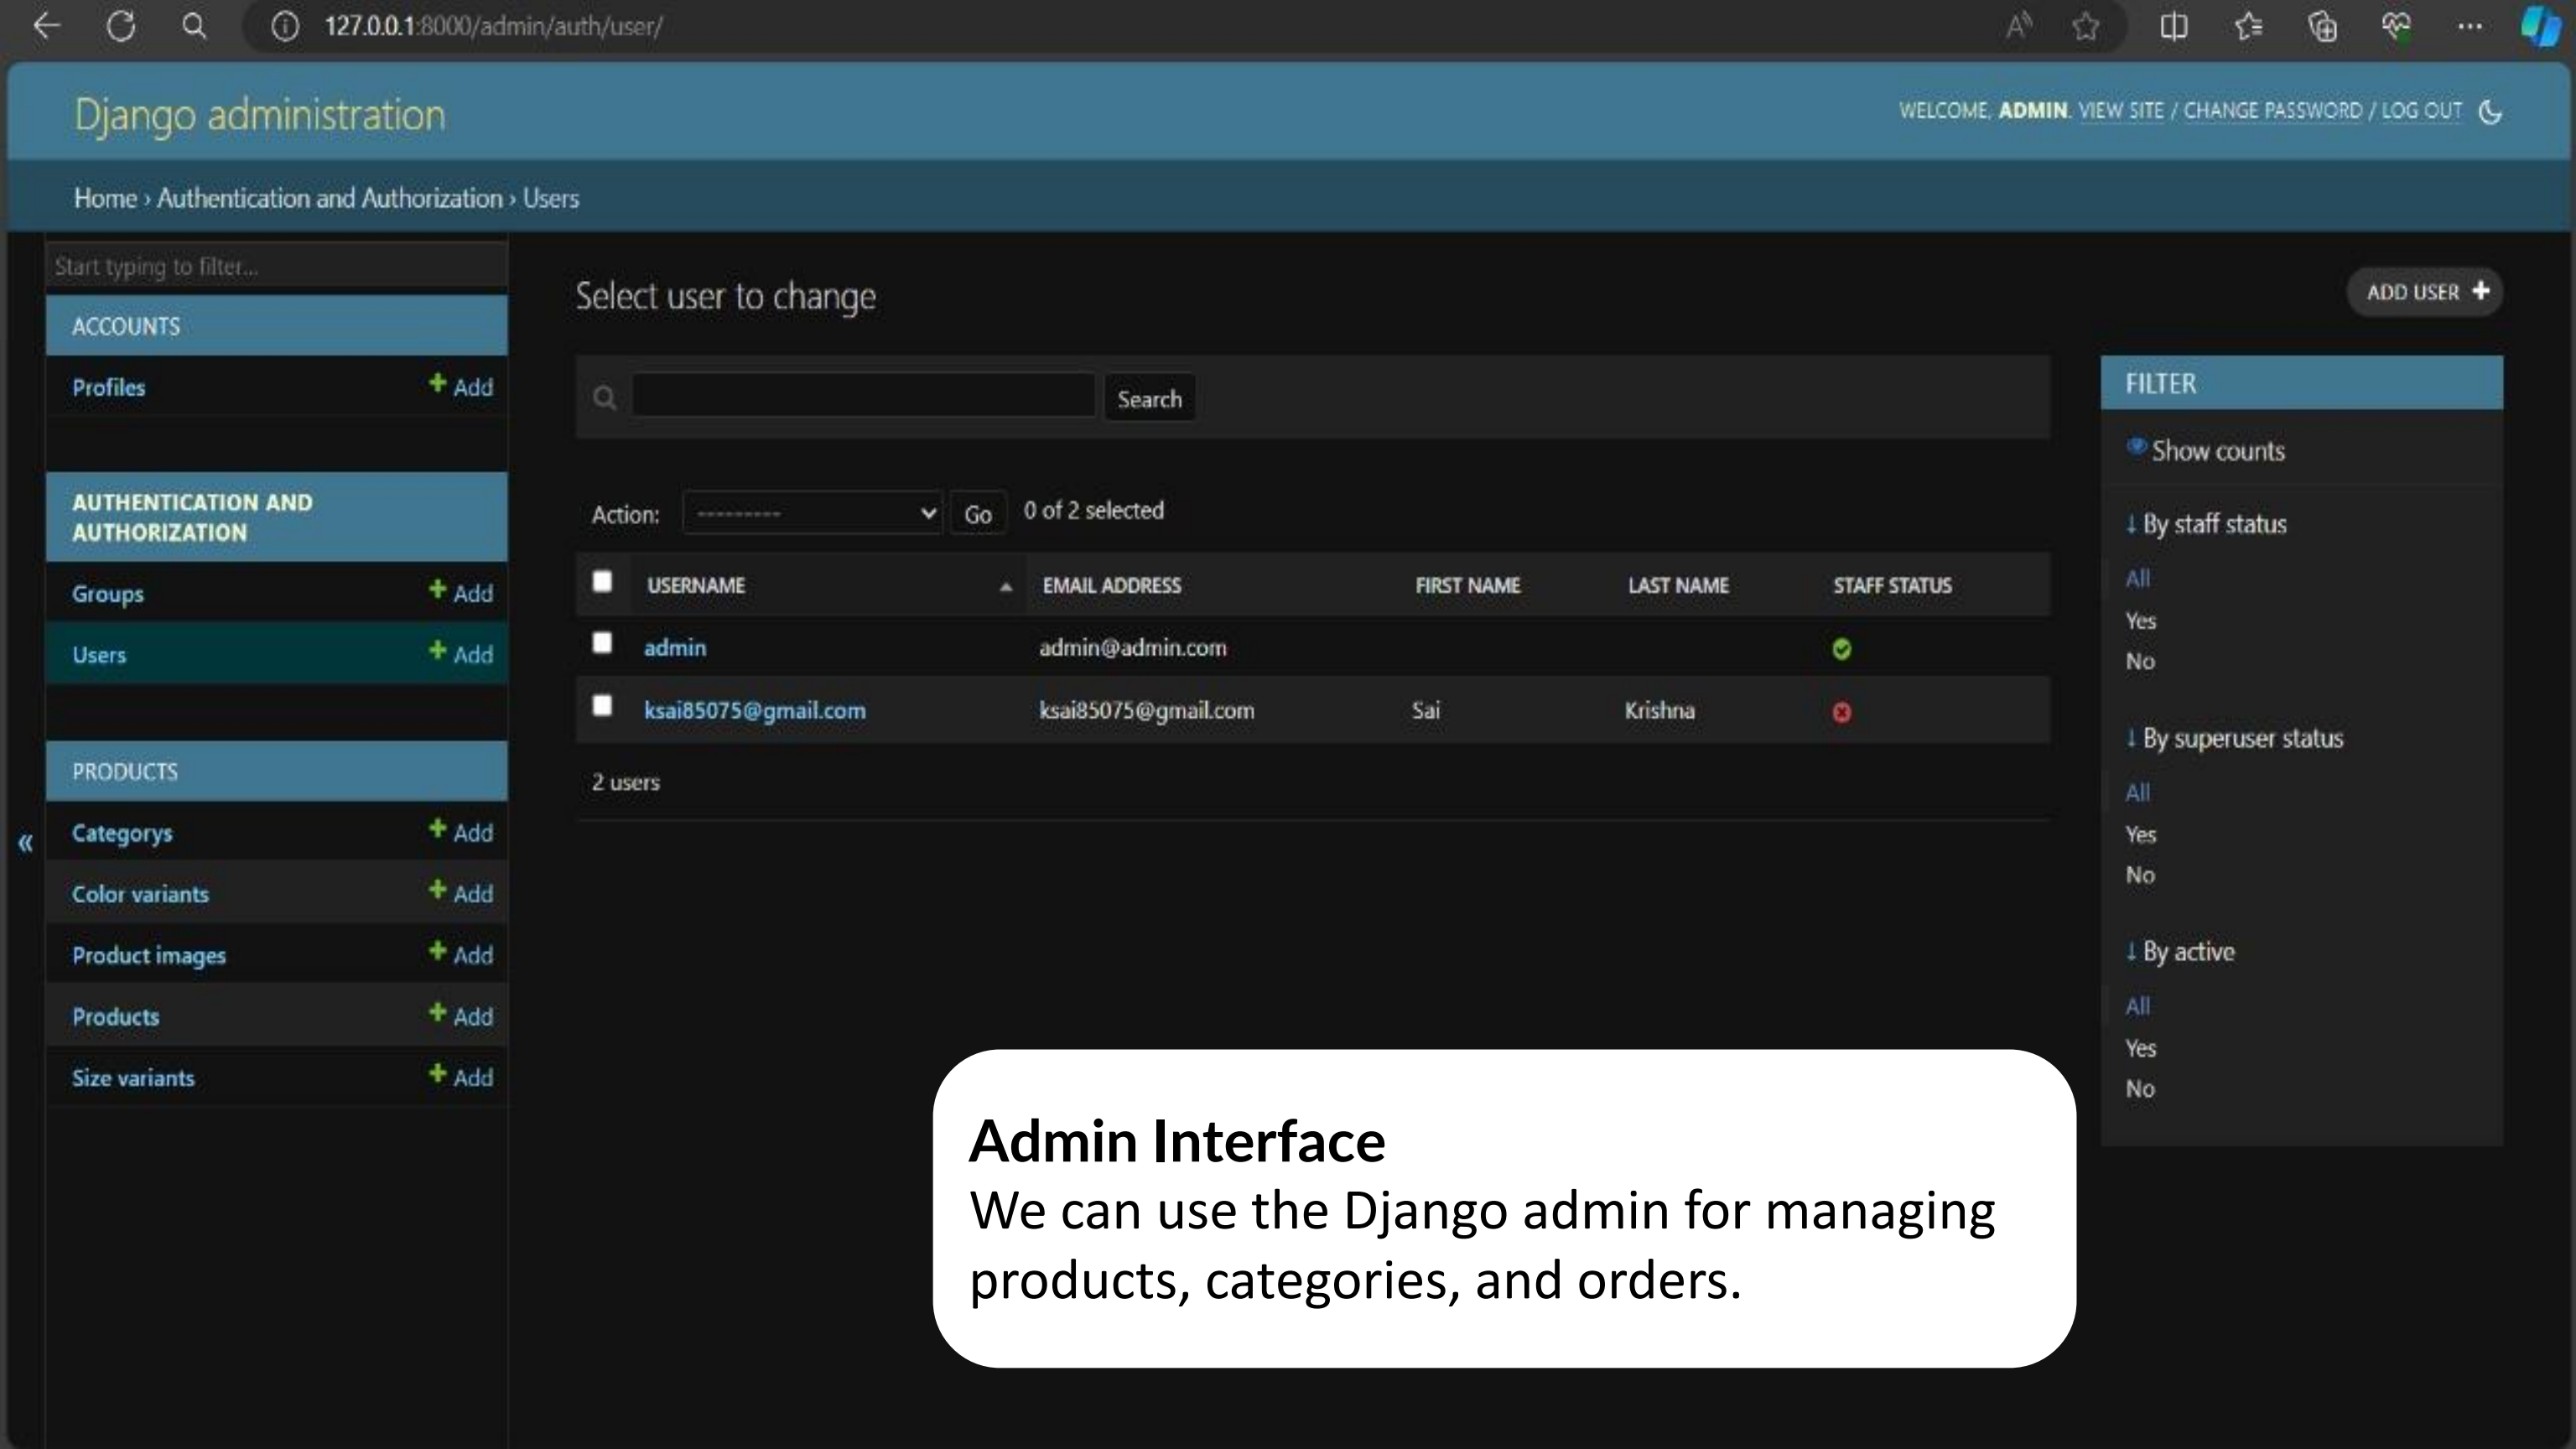 127.0.0.1:8000/admin/auth/user/
Django administration
WELCOME, ADMIN. VIEW SITE / CHANGE PASSWORD / LOG OUT
Home › Authentication and Authorization › Users
Start typing to filter...
ACCOUNTS
Profiles + Add
AUTHENTICATION AND
AUTHORIZATION
Groups + Add
Users + Add
PRODUCTS
Categorys + Add
Color variants + Add
Product images + Add
Products + Add
Size variants + Add
«
Select user to change
ADD USER +
Search
Action: --------- Go 0 of 2 selected
USERNAME EMAIL ADDRESS FIRST NAME LAST NAME STAFF STATUS
admin admin@admin.com
ksai85075@gmail.com ksai85075@gmail.com Sai Krishna
2 users
FILTER
Show counts
↓ By staff status
All
Yes
No
↓ By superuser status
All
Yes
No
↓ By active
All
Yes
No
Admin Interface
We can use the Django admin for managing
products, categories, and orders.